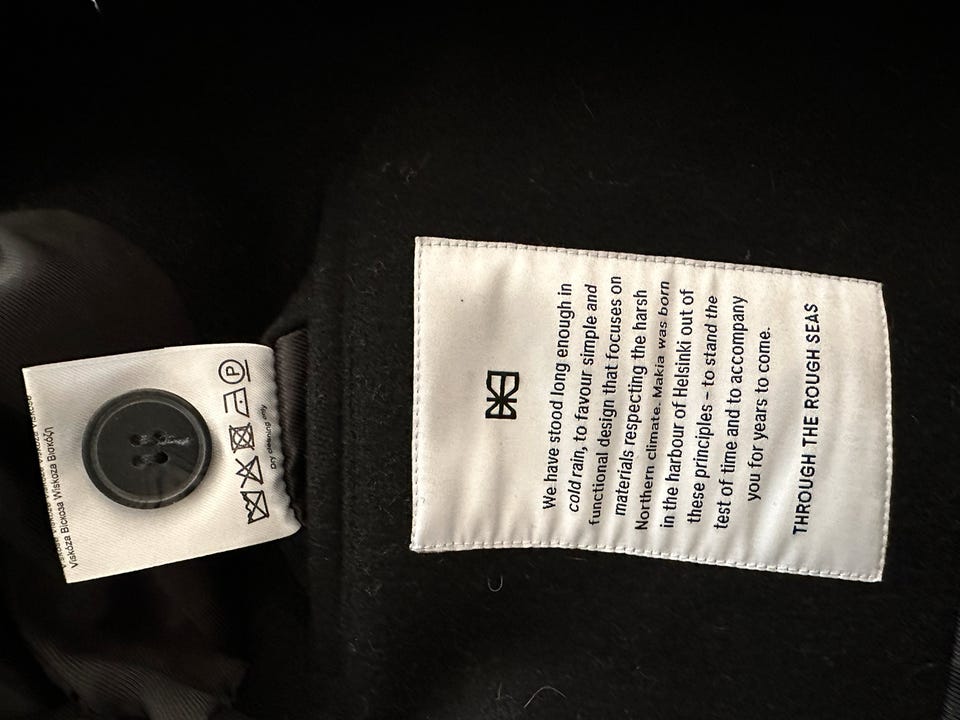 We have stood long enough in
cold rain, to favour simple and
functional design that focuses on
materials respecting the harsh
Northern climate. Makia was born
in the harbour of Helsinki out of
these principles – to stand the
test of time and to accompany
you for years to come.
THROUGH THE ROUGH SEAS
Viskóza Вискоза Wiskoza Βισκόζη
P
Dry cleaning only